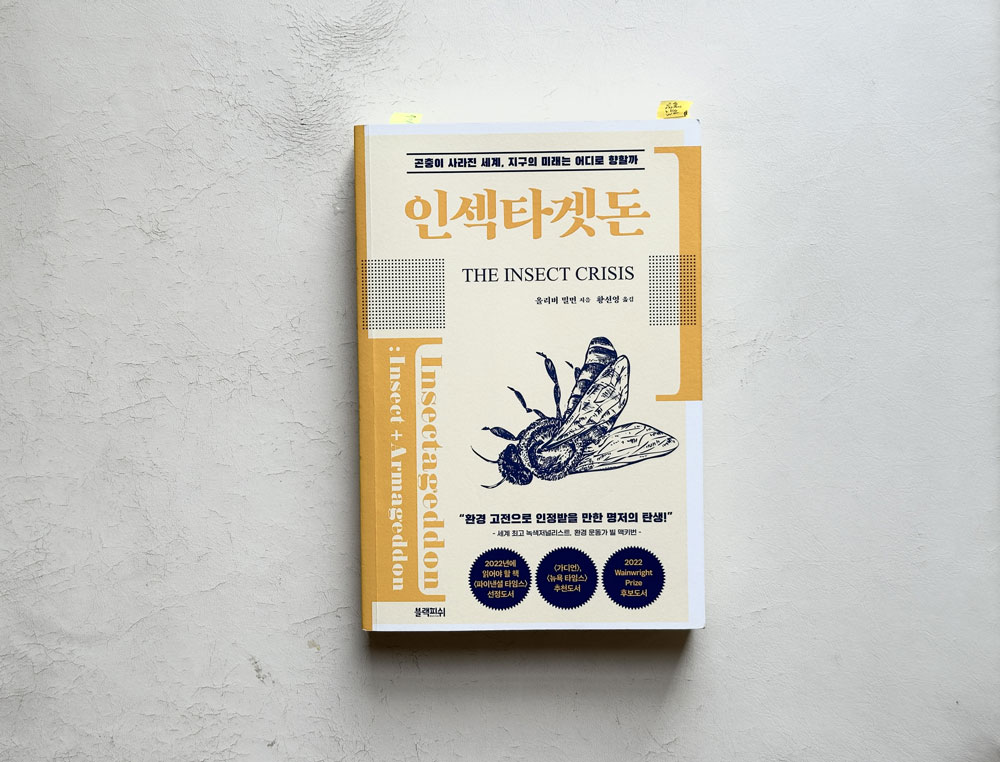 곤충이 사라진 세계, 지구의 미래는 어디로 향할까
인섹타겟돈
THE INSECT CRISIS
올리버 밀먼 지음 황선영 옮김
Insectageddon
: Insect + Armageddon
“환경 고전으로 인정받을 만한 명저의 탄생!”
- 세계 최고 녹색저널리스트, 환경 운동가 빌 맥키번 -
2022년에
읽어야 할 책
〈파이낸셜 타임스〉
선정도서
〈가디언〉,
〈뉴욕 타임스〉
추천도서
2022
Wainwright
Prize
후보도서
블랙피쉬